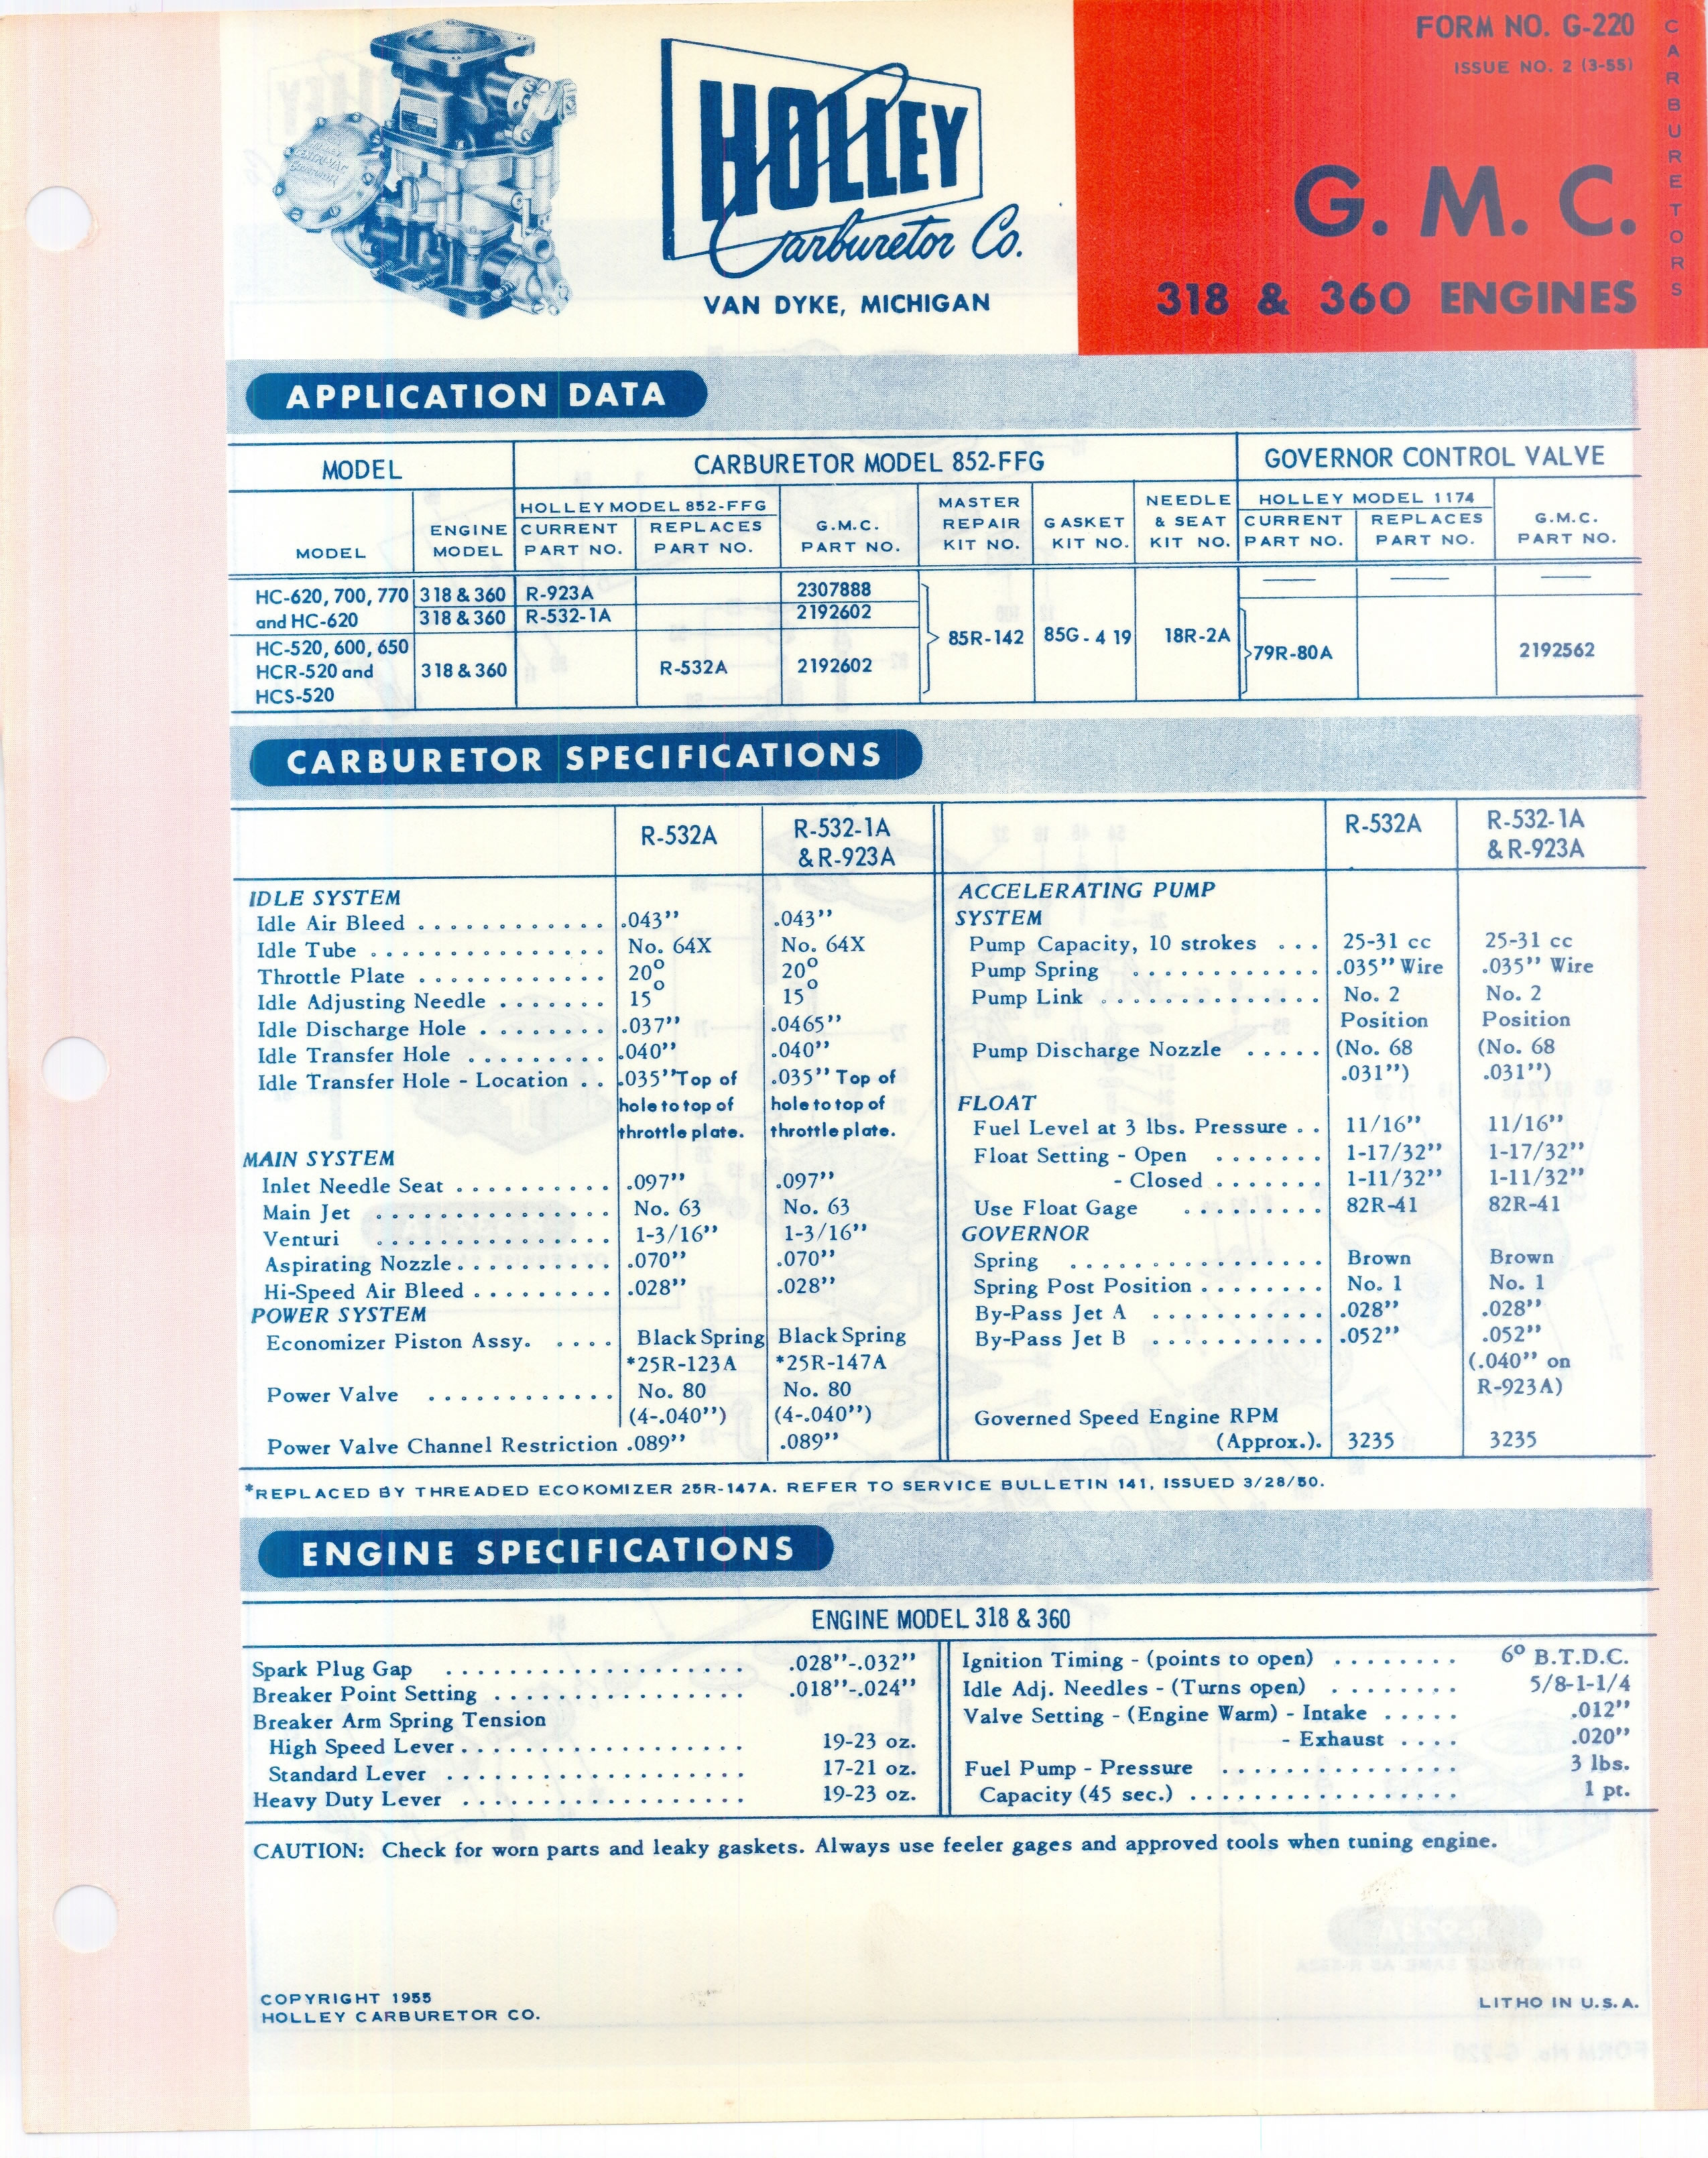 FORM NO. G-220
ISSUE NO. 2 (3-55)
CARBURETORS
HOLLEY
Carburetor Co.
VAN DYKE, MICHIGAN
G. M. C.
318 & 360 ENGINES
APPLICATION DATA
MODEL CARBURETOR MODEL 852-FFG GOVERNOR CONTROL VALVE
MODEL ENGINE MODEL HOLLEY MODEL 852-FFG CURRENT PART NO. REPLACES PART NO. G.M.C. PART NO. MASTER REPAIR KIT NO. GASKET KIT NO. NEEDLE & SEAT KIT NO. HOLLEY MODEL 1174 CURRENT PART NO. REPLACES PART NO. G.M.C. PART NO.
HC-620, 700, 770 318 & 360 R-923A 2307888
and HC-620 318 & 360 R-532-1A 2192602
85R-142 85G-4 19 18R-2A 79R-80A 2192562
HC-520, 600, 650
HCR-520 and 318 & 360 R-532A 2192602
HCS-520
CARBURETOR SPECIFICATIONS
R-532A R-532-1A & R-923A
IDLE SYSTEM
Idle Air Bleed . . . . . . . . . . . . .043" .043"
Idle Tube . . . . . . . . . . . . . . . No. 64X No. 64X
Throttle Plate . . . . . . . . . . . . 20° 20°
Idle Adjusting Needle . . . . . . . 15° 15°
Idle Discharge Hole . . . . . . . . .037" .0465"
Idle Transfer Hole . . . . . . . . . .040" .040"
Idle Transfer Hole - Location . . .035" Top of .035" Top of
hole to top of hole to top of
throttle plate. throttle plate.
MAIN SYSTEM
Inlet Needle Seat . . . . . . . . . . .097" .097"
Main Jet . . . . . . . . . . . . . . . No. 63 No. 63
Venturi . . . . . . . . . . . . . . . 1-3/16" 1-3/16"
Aspirating Nozzle . . . . . . . . . . .070" .070"
Hi-Speed Air Bleed . . . . . . . . . .028" .028"
POWER SYSTEM
Economizer Piston Assy. . . . . Black Spring Black Spring
*25R-123A *25R-147A
Power Valve . . . . . . . . . . . . No. 80 No. 80
(4-.040") (4-.040")
Power Valve Channel Restriction .089" .089"
R-532A R-532-1A & R-923A
ACCELERATING PUMP
SYSTEM
Pump Capacity, 10 strokes . . . 25-31 cc 25-31 cc
Pump Spring . . . . . . . . . . . . .035" Wire .035" Wire
Pump Link . . . . . . . . . . . . . . No. 2 No. 2
Position Position
Pump Discharge Nozzle . . . . . (No. 68 (No. 68
.031") .031")
FLOAT
Fuel Level at 3 lbs. Pressure . . 11/16" 11/16"
Float Setting - Open . . . . . . . 1-17/32" 1-17/32"
- Closed . . . . . . . 1-11/32" 1-11/32"
Use Float Gage . . . . . . . . . 82R-41 82R-41
GOVERNOR
Spring . . . . . . . . . . . . . . . Brown Brown
Spring Post Position . . . . . . . . No. 1 No. 1
By-Pass Jet A . . . . . . . . . . . .028" .028"
By-Pass Jet B . . . . . . . . . . . .052" .052"
(.040" on
R-923A)
Governed Speed Engine RPM
(Approx.). 3235 3235
*REPLACED BY THREADED ECOKOMIZER 25R-147A. REFER TO SERVICE BULLETIN 141, ISSUED 3/28/50.
ENGINE SPECIFICATIONS
ENGINE MODEL 318 & 360
Spark Plug Gap . . . . . . . . . . . . . . . . . . . .028"-.032"
Breaker Point Setting . . . . . . . . . . . . . . . . .018"-.024"
Breaker Arm Spring Tension
High Speed Lever . . . . . . . . . . . . . . . . . . . 19-23 oz.
Standard Lever . . . . . . . . . . . . . . . . . . . . 17-21 oz.
Heavy Duty Lever . . . . . . . . . . . . . . . . . . . 19-23 oz.
Ignition Timing - (points to open) . . . . . . . . 6° B.T.D.C.
Idle Adj. Needles - (Turns open) . . . . . . . . 5/8-1-1/4
Valve Setting - (Engine Warm) - Intake . . . . . .012"
- Exhaust . . . . .020"
Fuel Pump - Pressure . . . . . . . . . . . . . . . 3 lbs.
Capacity (45 sec.) . . . . . . . . . . . . . . . . . 1 pt.
CAUTION: Check for worn parts and leaky gaskets. Always use feeler gages and approved tools when tuning engine.
COPYRIGHT 1955
HOLLEY CARBURETOR CO.
LITHO IN U.S.A.